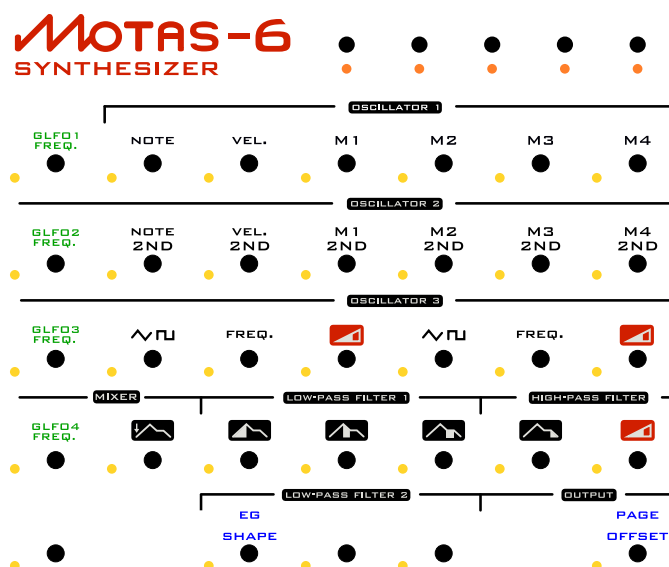 MOTAS-6
SYNTHESIZER
OSCILLATOR 1
GLFO1 FREQ.
NOTE VEL. M1 M2 M3 M4
OSCILLATOR 2
GLFO2 FREQ.
NOTE 2ND VEL. 2ND M1 2ND M2 2ND M3 2ND M4 2ND
OSCILLATOR 3
GLFO3 FREQ.
FREQ. FREQ.
MIXER LOW-PASS FILTER 1 HIGH-PASS FILTER
GLFO4 FREQ.
LOW-PASS FILTER 2 OUTPUT
EG SHAPE
PAGE OFFSET